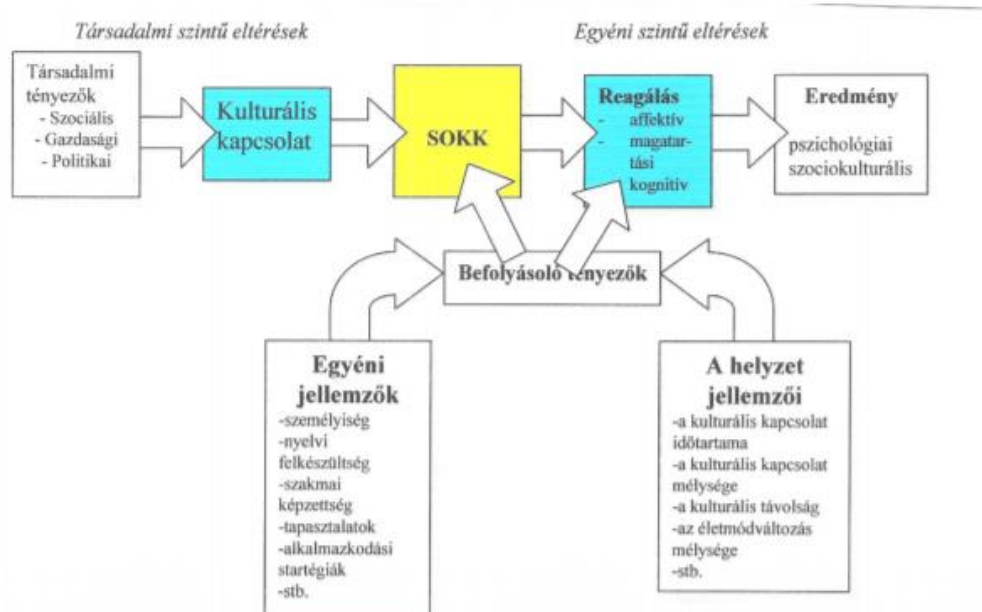 Társadalmi szintű eltérések
Egyéni szintű eltérések
Társadalmi
tényezők
- Szociális
- Gazdasági
- Politikai
Kulturális
kapcsolat
SOKK
Reagálás
- affektív
- magatar-
tási
kognitív
Eredmény
pszichológiai
szociokulturális
Befolyásoló tényezők
Egyéni
jellemzők
-személyiség
-nyelvi
felkészültség
-szakmai
képzettség
-tapasztalatok
-alkalmazkodási
startégiák
-stb.
A helyzet
jellemzői
-a kulturális kapcsolat
időtartama
-a kulturális kapcsolat
mélysége
-a kulturális távolság
-az életmódváltozás
mélysége
-stb.